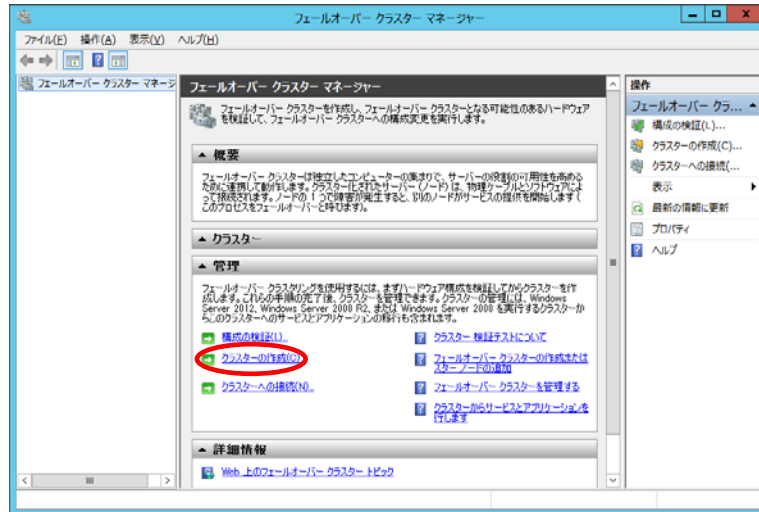 フェールオーバー クラスター マネージャー
ファイル(F) 操作(A) 表示(V) ヘルプ(H)
フェールオーバー クラスター マネージ
フェールオーバー クラスター マネージャー
フェールオーバー クラスターを作成し、フェールオーバー クラスターとなる可能性のあるハードウェア
を検証して、フェールオーバー クラスターへの構成変更を実行します。
概要
フェールオーバー クラスターは独立したコンピューターの集まりで、サーバーの役割の可用性を高める
ために連携して動作します。クラスター化されたサーバー (ノード) は、物理ケーブルとソフトウェアによ
って接続されます。ノードの 1 つで障害が発生すると、別のノードがサービスの提供を開始します (
このプロセスをフェールオーバーと呼びます)。
クラスター
管理
フェールオーバー クラスタリングを使用するには、まずハードウェア構成を検証してからクラスターを作
成します。これらの手順の完了後、クラスターを管理できます。クラスターの管理には、Windows
Server 2012、Windows Server 2008 R2、または Windows Server 2008 を実行するクラスターか
らこのクラスターへのサービスとアプリケーションの移行も含まれます。
構成の検証(L)...
クラスターの作成(C)...
クラスターへの接続(N)...
クラスター検証テストについて
フェールオーバー クラスターの作成または
スター ノードの追加
フェールオーバー クラスターを管理する
クラスターからサービスとアプリケーションを
行します
詳細情報
Web 上のフェールオーバー クラスター トピック
操作
フェールオーバー クラ...
構成の検証(L)...
クラスターの作成(C)...
クラスターへの接続(...
表示
最新の情報に更新
プロパティ
ヘルプ